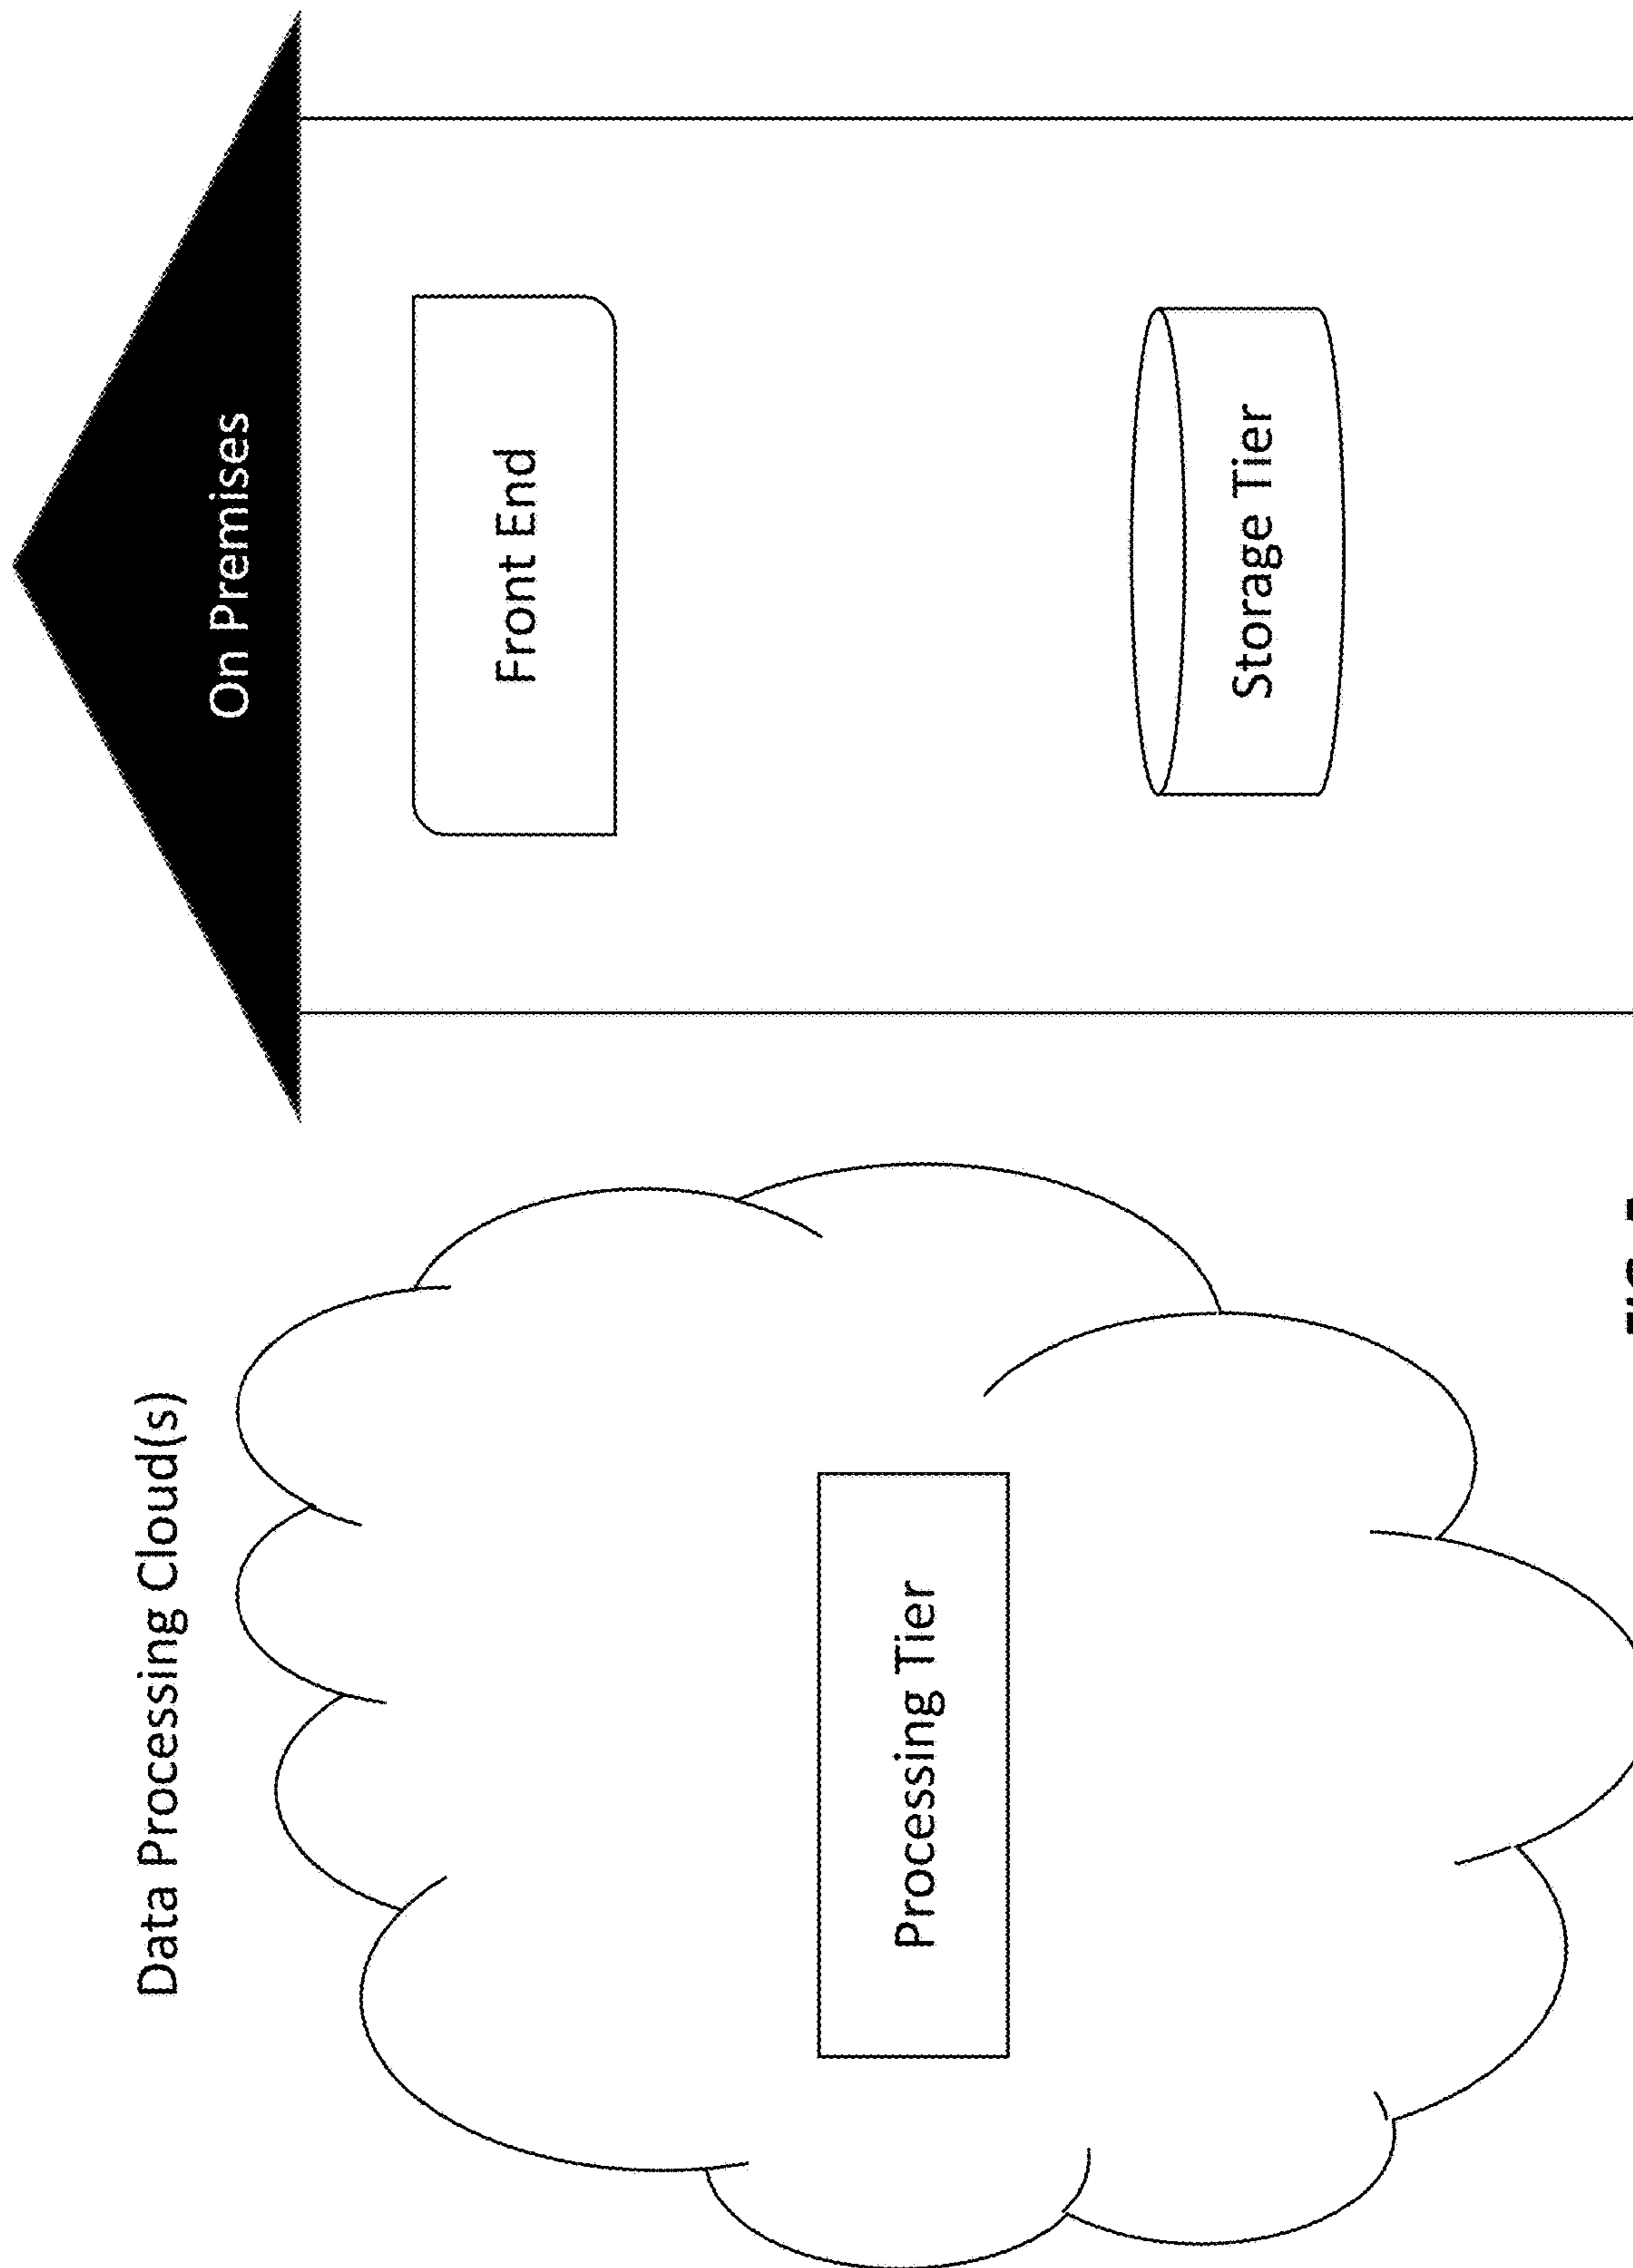 Data Processing Cloud(s)
Processing Tier
On Premises
Front End
Storage Tier